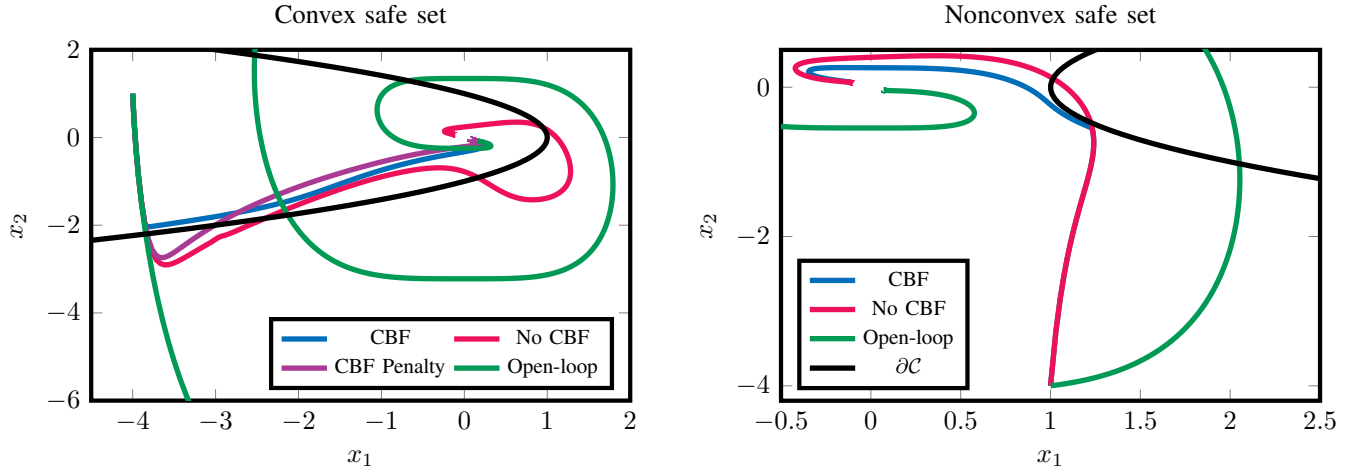 Convex safe set
2
0
−2
−4
−6
−4
−3
−2
−1
0
1
2
x₁
x₂
CBF
No CBF
CBF Penalty
Open-loop
Nonconvex safe set
0
−2
−4
−0.5
0
0.5
1
1.5
2
2.5
x₁
x₂
CBF
No CBF
Open-loop
∂𝒞